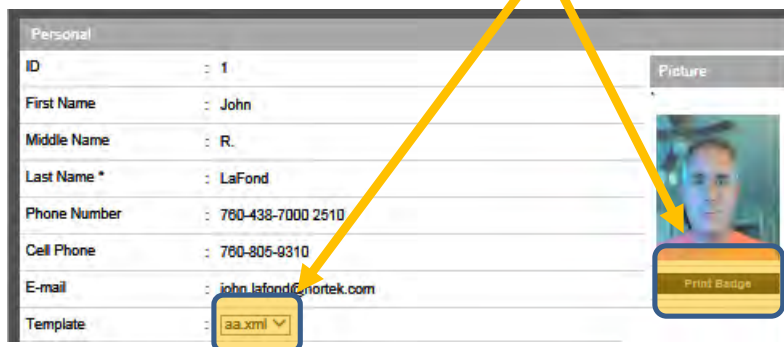 Personal
ID : 1
Picture
First Name : John
Middle Name : R.
Last Name * : LaFond
Phone Number : 760-438-7000 2510
Cell Phone : 760-805-9310
E-mail : john.lafond@nortek.com
Print Badge
Template : aa.xml